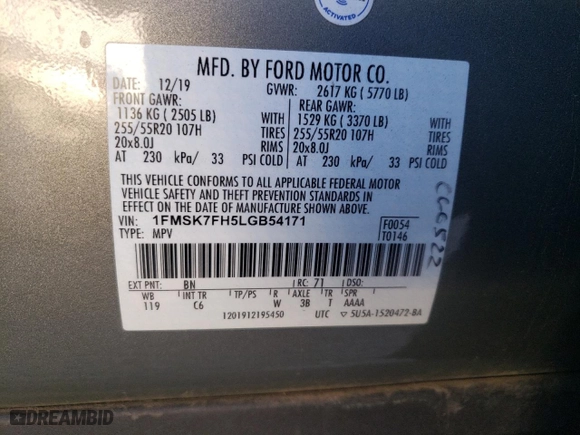 ACTIVATED
MFD. BY FORD MOTOR CO.
DATE: 12/19 GVWR: 2617 KG ( 5770 LB)
FRONT GAWR: REAR GAWR:
1136 KG ( 2505 LB) WITH 1529 KG ( 3370 LB) WITH
255/55R20 107H TIRES 255/55R20 107H TIRES
20x8.0J RIMS 20x8.0J RIMS
AT 230 kPa/ 33 PSI COLD AT 230 kPa/ 33 PSI COLD
THIS VEHICLE CONFORMS TO ALL APPLICABLE FEDERAL MOTOR
VEHICLE SAFETY AND THEFT PREVENTION STANDARDS IN
EFFECT ON THE DATE OF MANUFACTURE SHOWN ABOVE.
VIN: 1FMSK7FH5LGB54171 F0054
TYPE: MPV T0146
EXT PNT: BN RC: 71 DSO:
WB INT TR TP/PS R AXLE TR SPR
119 C6 W 3B T AAAA
1201912195450 UTC ▽ 5U5A-1520472-BA
DREAMBID